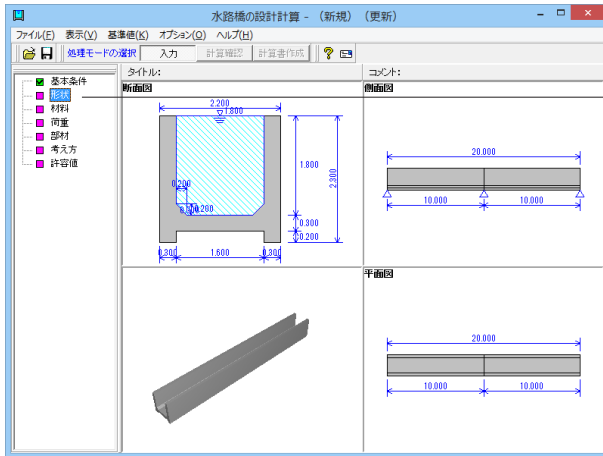 水路橋の設計計算 - （新規）（更新）
ファイル(F) 表示(V) 基準値(K) オプション(O) ヘルプ(H)
処理モードの選択 入力 計算確認 計算書作成
基本条件
形状
材料
荷重
部材
考え方
許容値
タイトル: コメント:
断面図
2.200
1.800
0.200
0.200
1.800
2.300
0.300
0.200
0.300 1.600 0.300
側面図
20.000
10.000 10.000
平面図
20.000
10.000 10.000